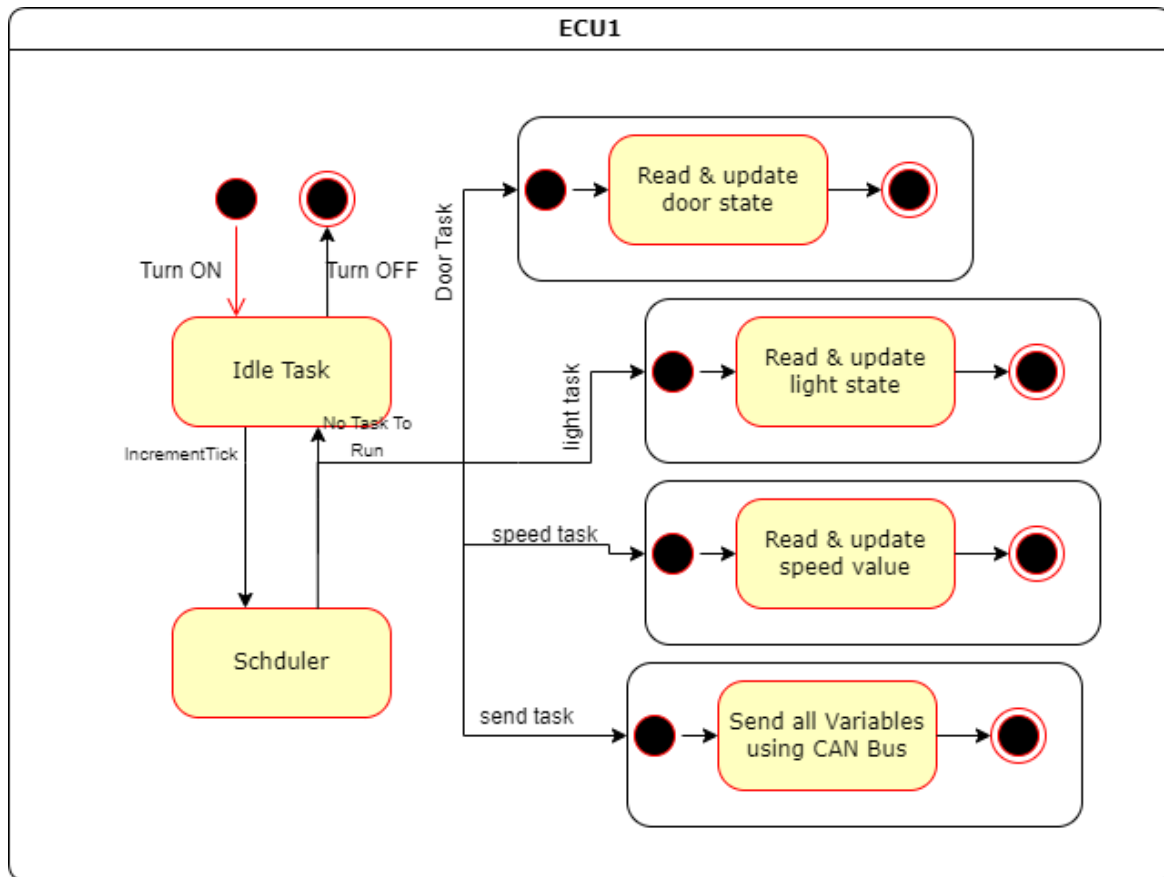 ECU1
Turn ON
Turn OFF
Idle Task
IncrementTick
No Task To
Run
Schduler
Door Task
Read & update
door state
light task
Read & update
light state
speed task
Read & update
speed value
send task
Send all Variables
using CAN Bus